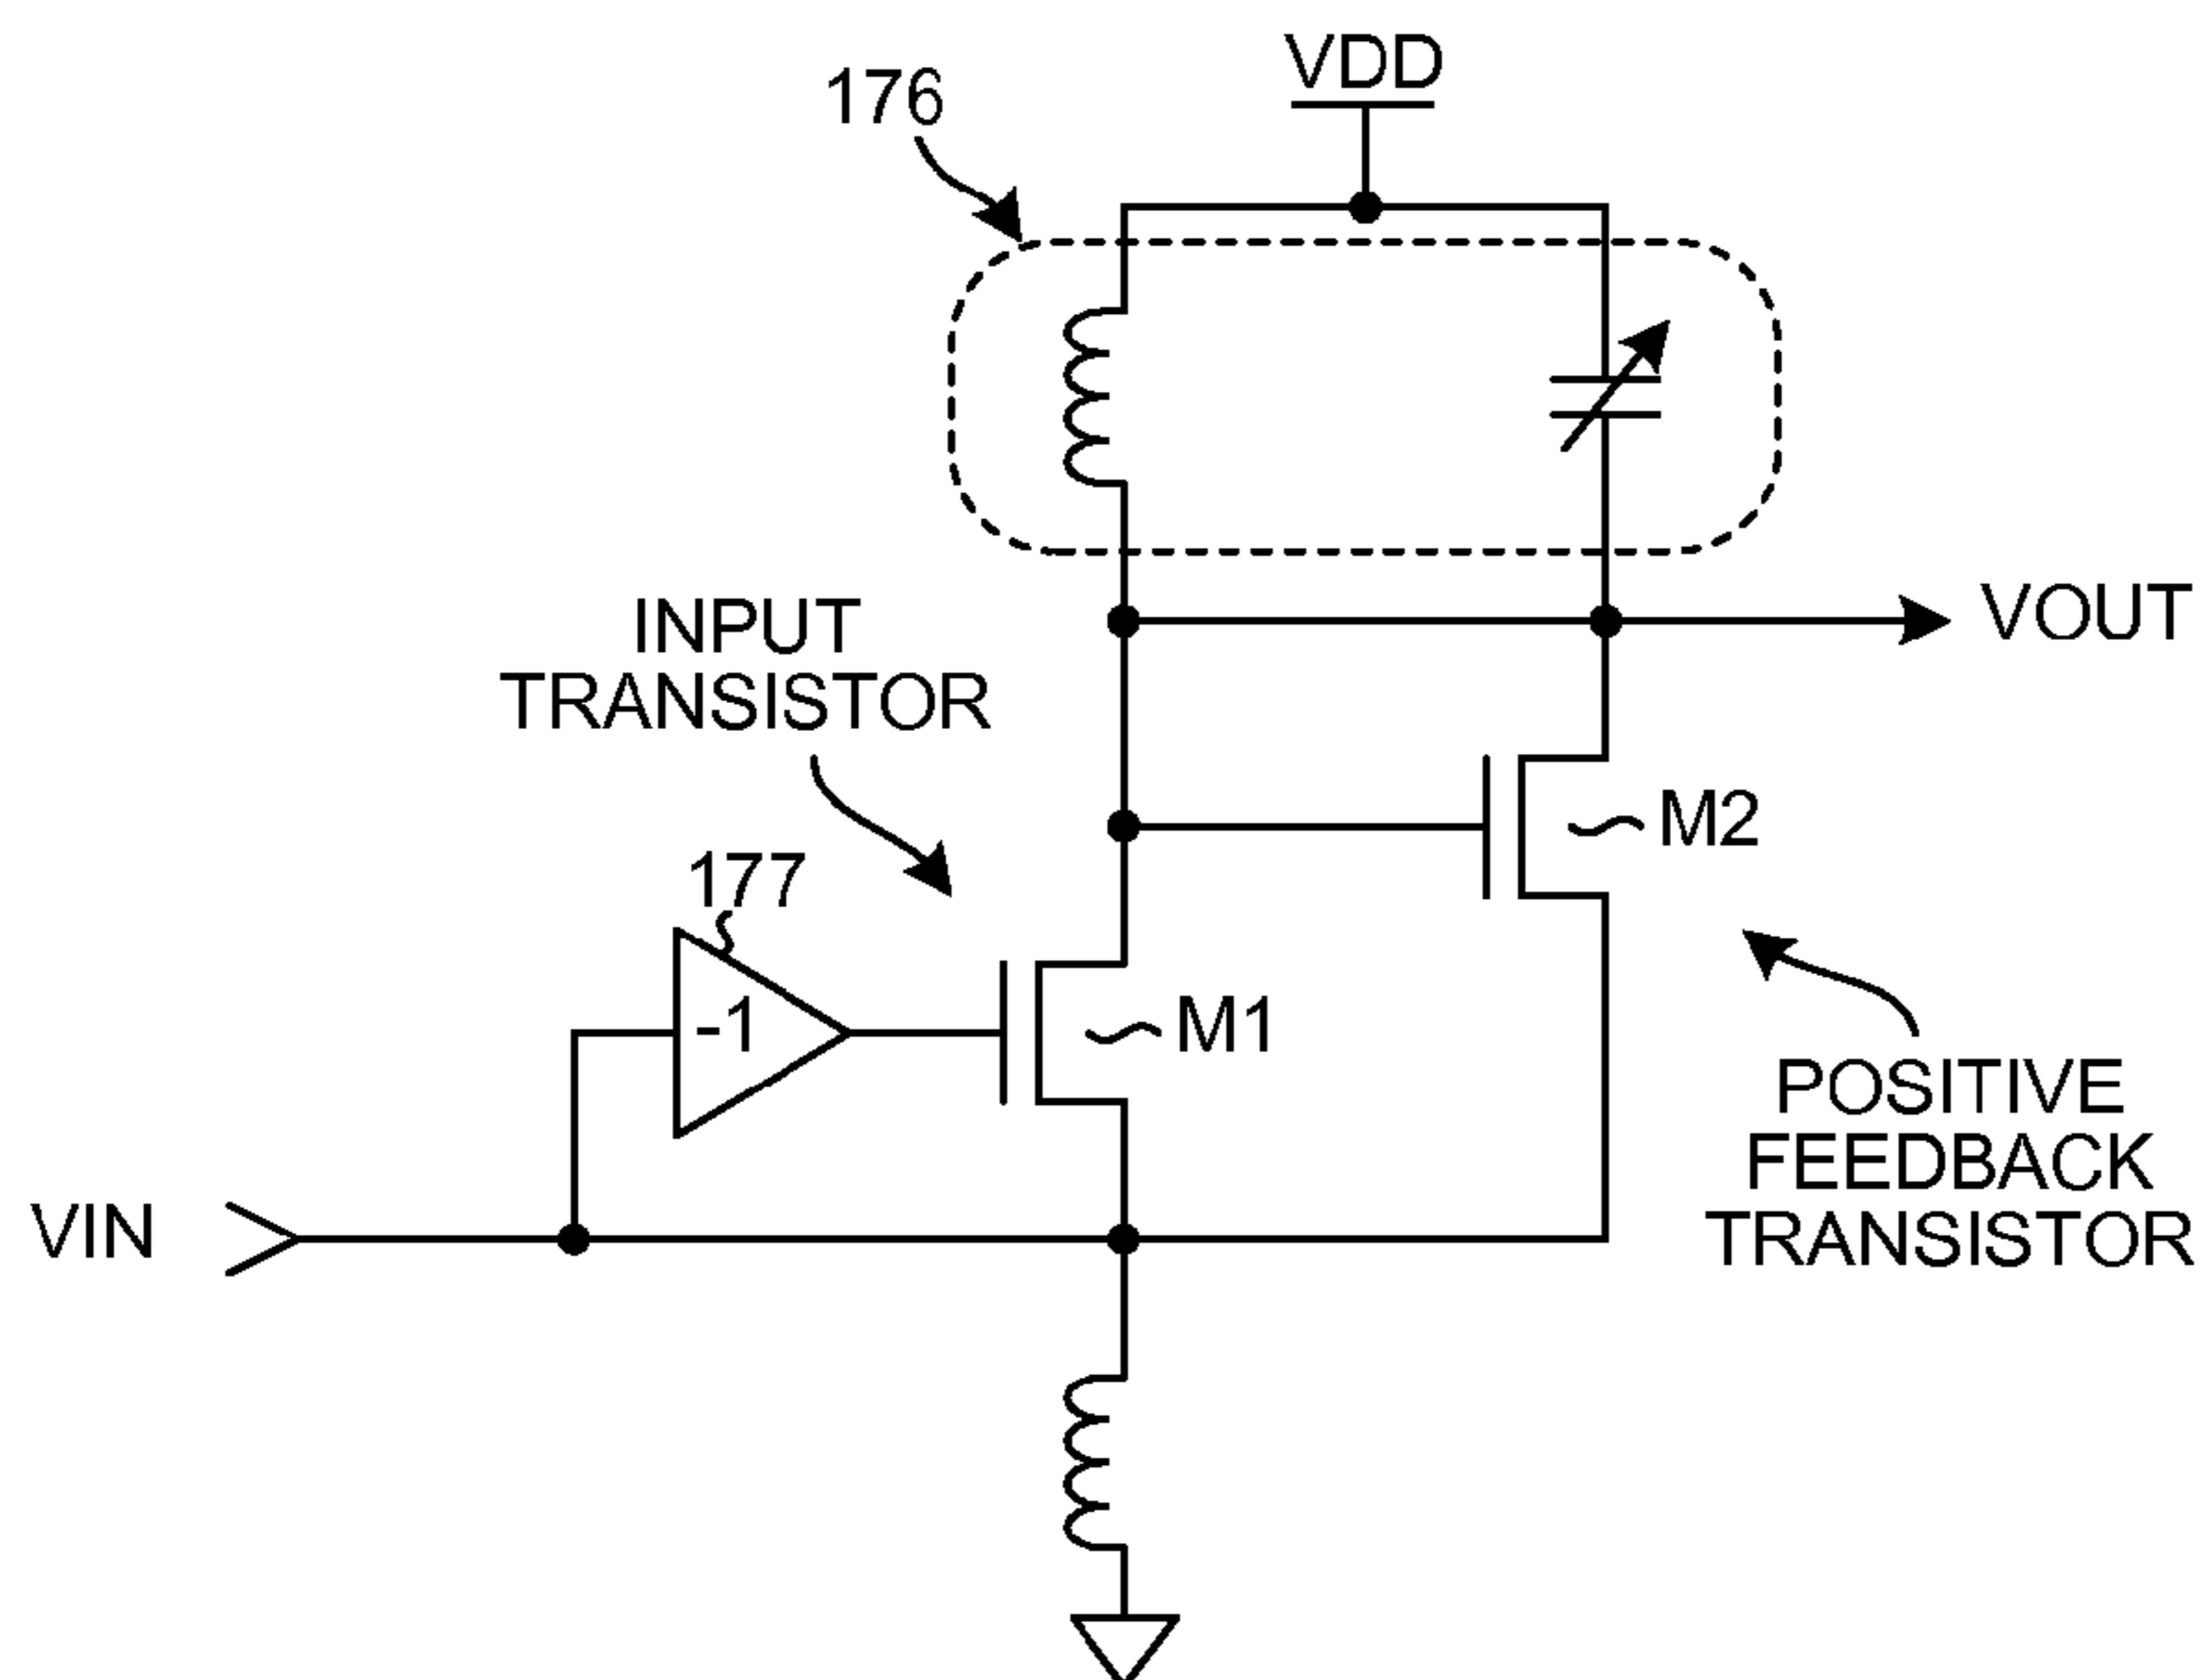 VDD
176
VOUT
INPUT
TRANSISTOR
M2
177
-1
M1
POSITIVE
FEEDBACK
TRANSISTOR
VIN